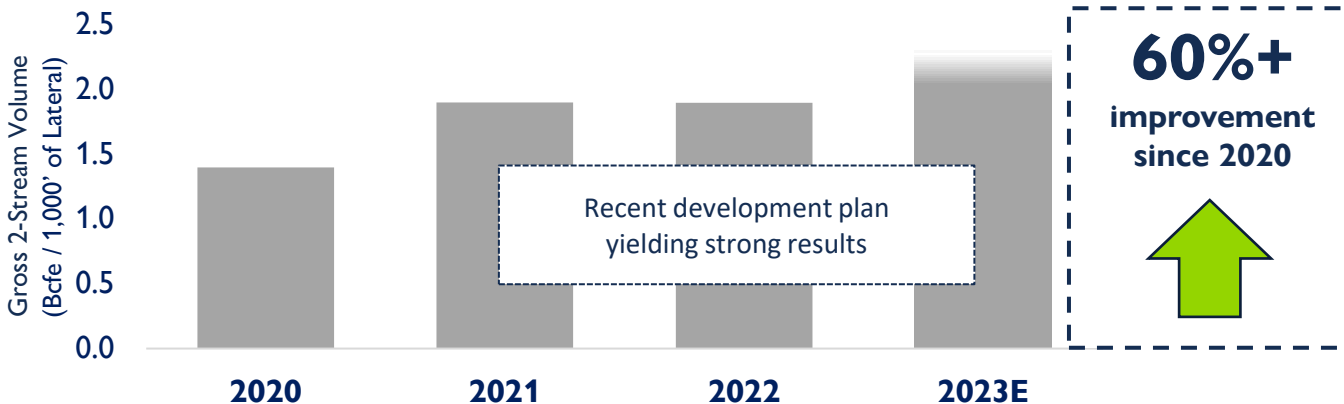 Gross 2-Stream Volume
(Bcfe / 1,000’ of Lateral)
2.5
2.0
1.5
1.0
0.5
0.0
2020
2021
2022
2023E
Recent development plan
yielding strong results
60%+
improvement
since 2020